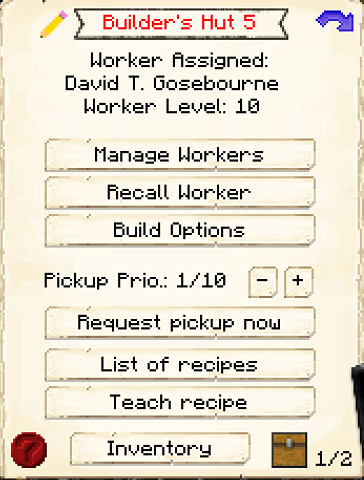 Builder's Hut 5
Worker Assigned:
David T. Gosebourne
Worker Level: 10
Manage Workers
Recall Worker
Build Options
Pickup Prio.: 1/10 - +
Request pickup now
List of recipes
Teach recipe
? Inventory 1/2